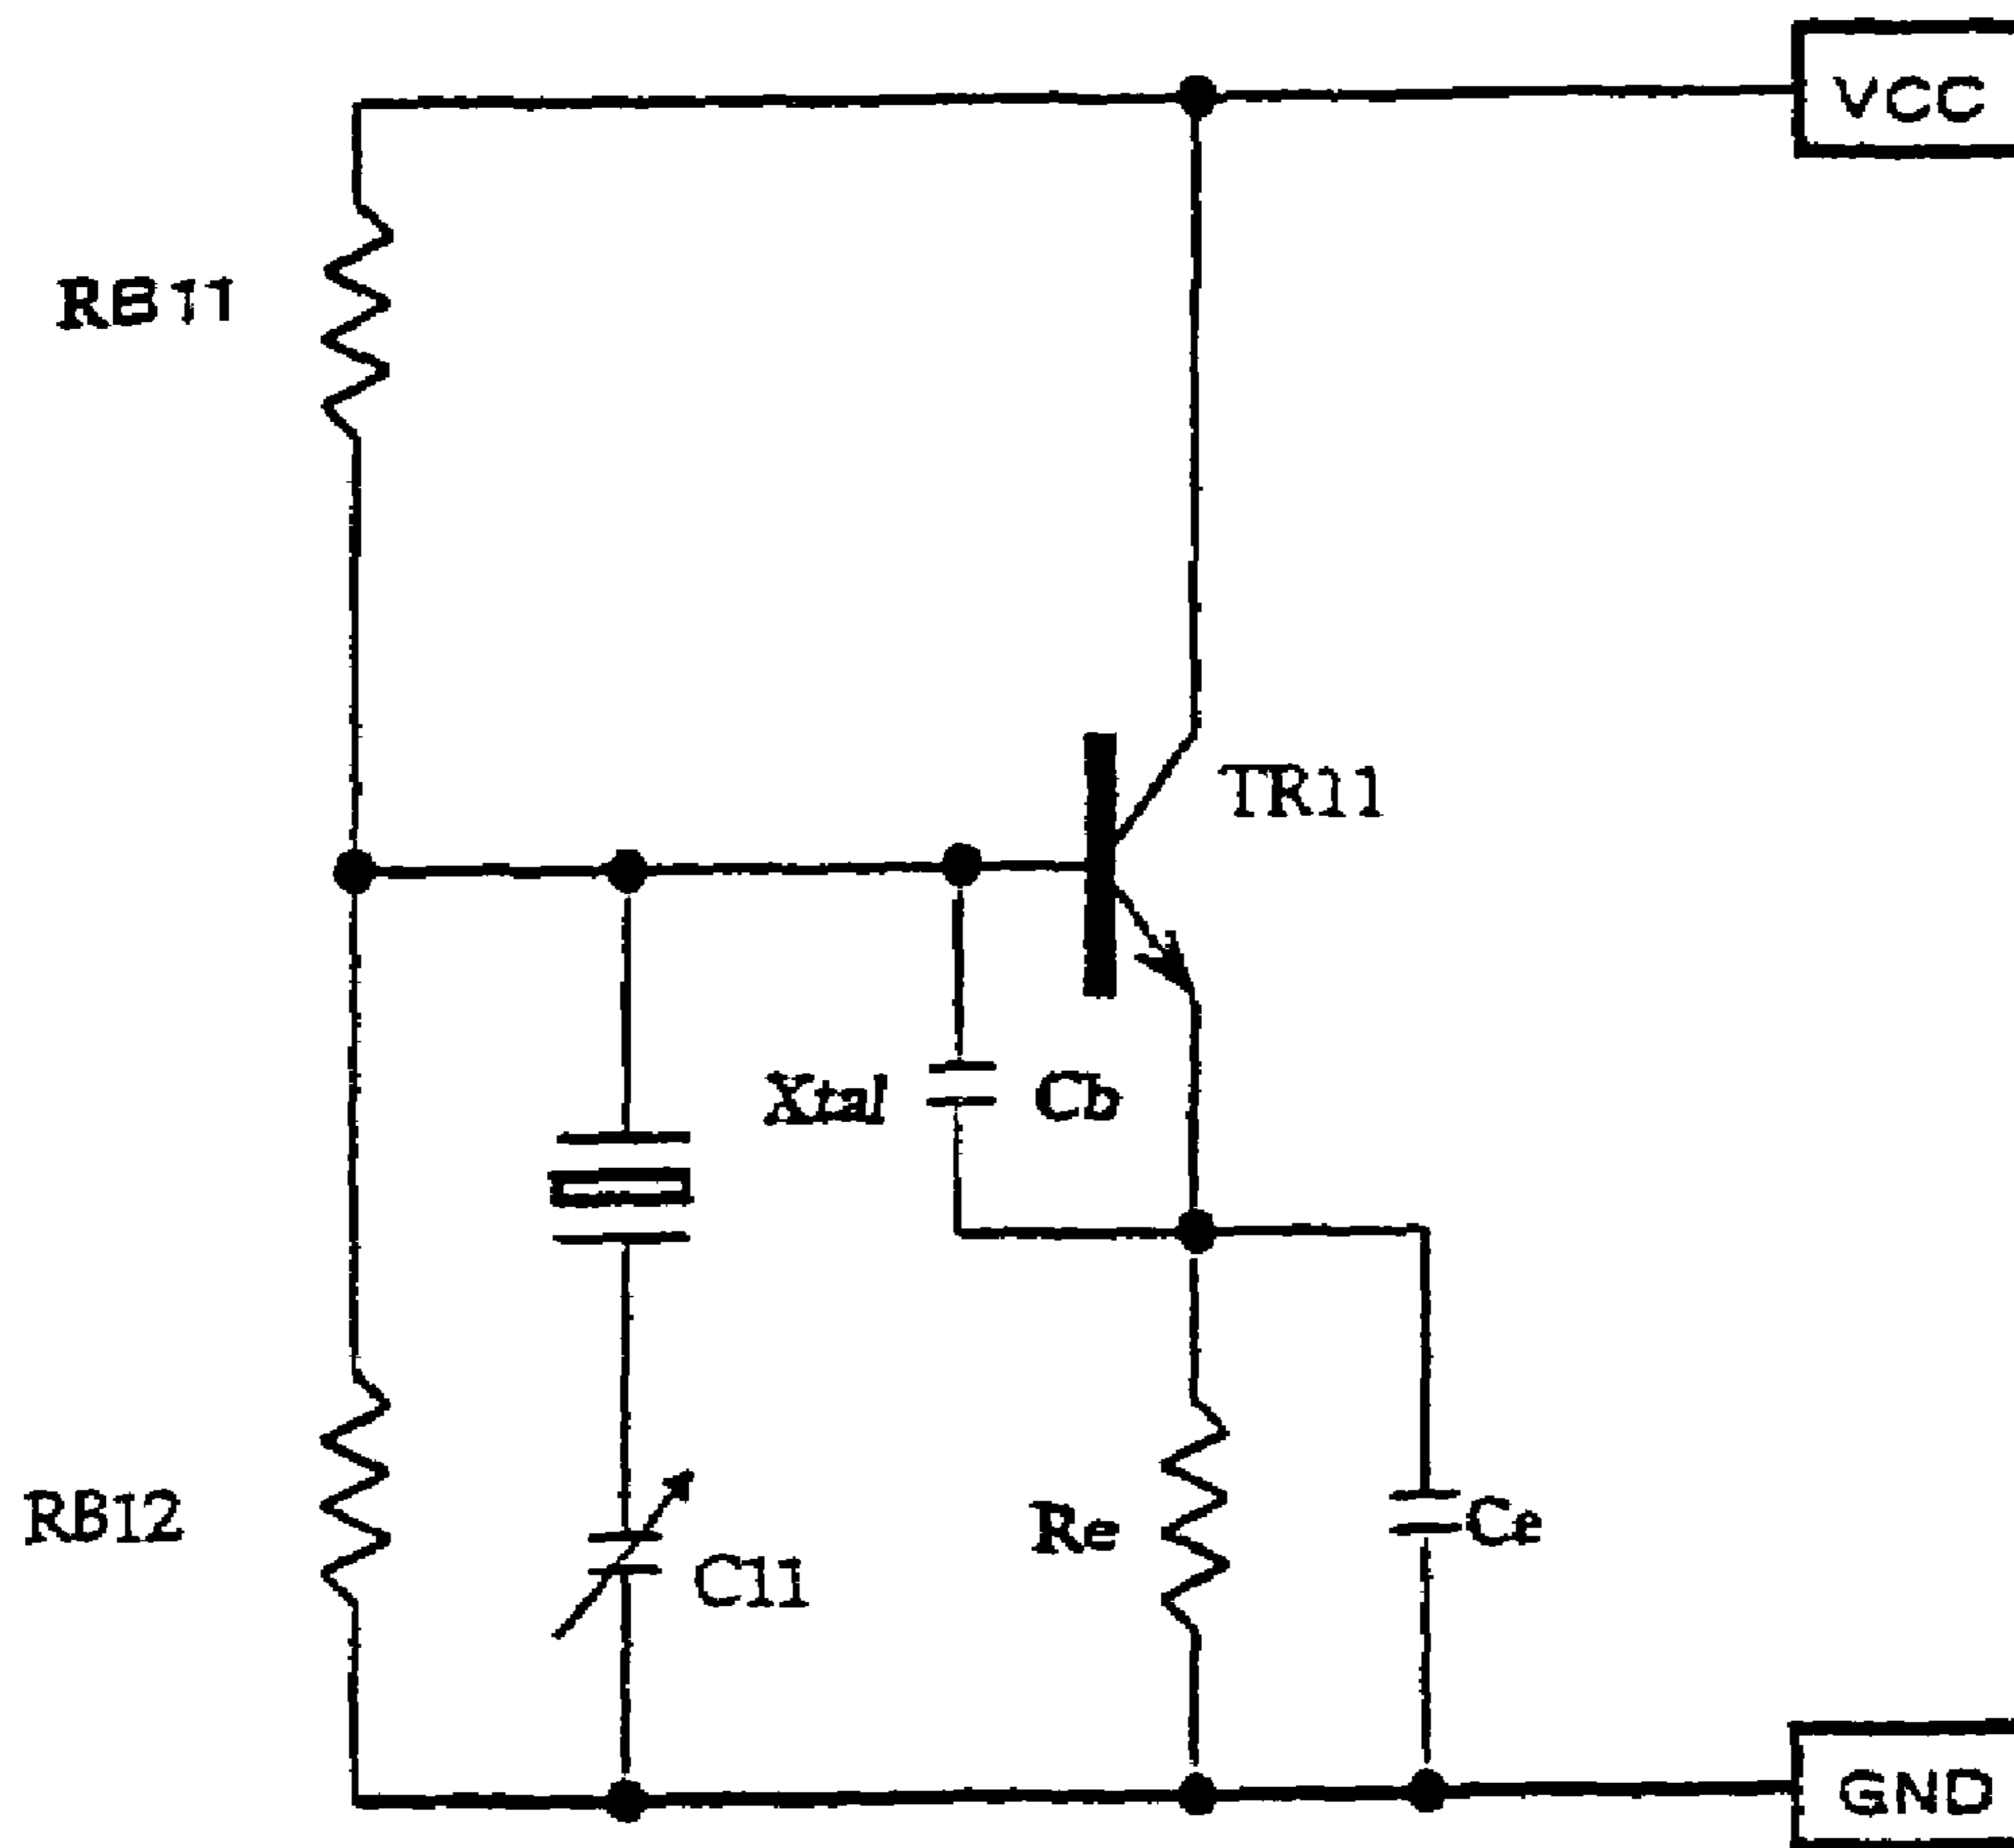 VCC
RB11
TR11
Xtal
Cb
RB12
C11
Re
Ce
GND